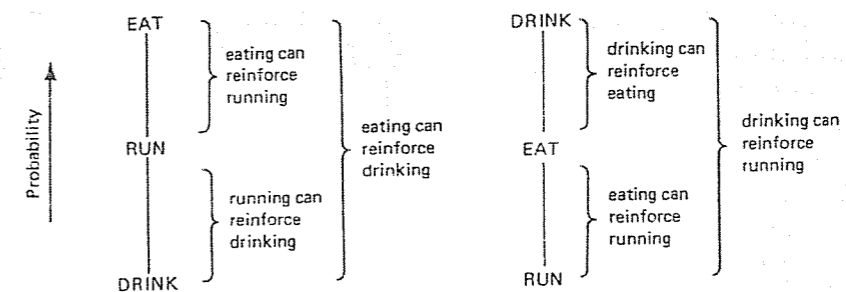 EAT
eating can
reinforce
running
RUN
running can
reinforce
drinking
DRINK
eating can
reinforce
drinking
Probability
DRINK
drinking can
reinforce
eating
EAT
eating can
reinforce
running
RUN
drinking can
reinforce
running